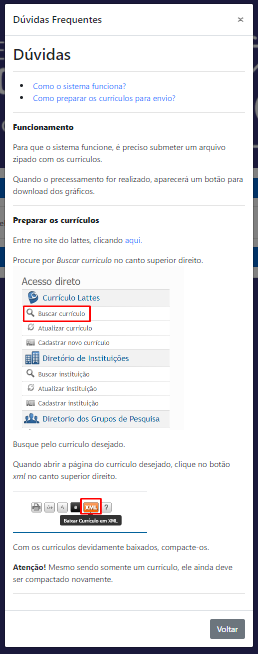 Dúvidas Frequentes ×
Dúvidas
Como o sistema funciona?
Como preparar os curriculos para envio?
Funcionamento
Para que o sistema funcione, é preciso submeter um arquivo
zipado com os currículos.
Quando o precessamento for realizado, aparecerá um botão para
download dos gráficos.
Preparar os currículos
Entre no site do lattes, clicando aqui.
Procure por Buscar currículo no canto superior direito.
Acesso direto
Currículo Lattes
Buscar currículo
Atualizar currículo
Cadastrar novo currículo
Diretório de Instituições
Buscar instituição
Atualizar instituição
Cadastrar instituição
Diretorio dos Grupos de Pesquisa
Busque pelo currículo desejado.
Quando abrir a página do currículo desejado, clique no botão
xml no canto superior direito.
XML ?
Baixar Currículo em XML
Com os currículos devidamente baixados, compacte-os.
Atenção! Mesmo sendo somente um currículo, ele ainda deve
ser compactado novamente.
Voltar